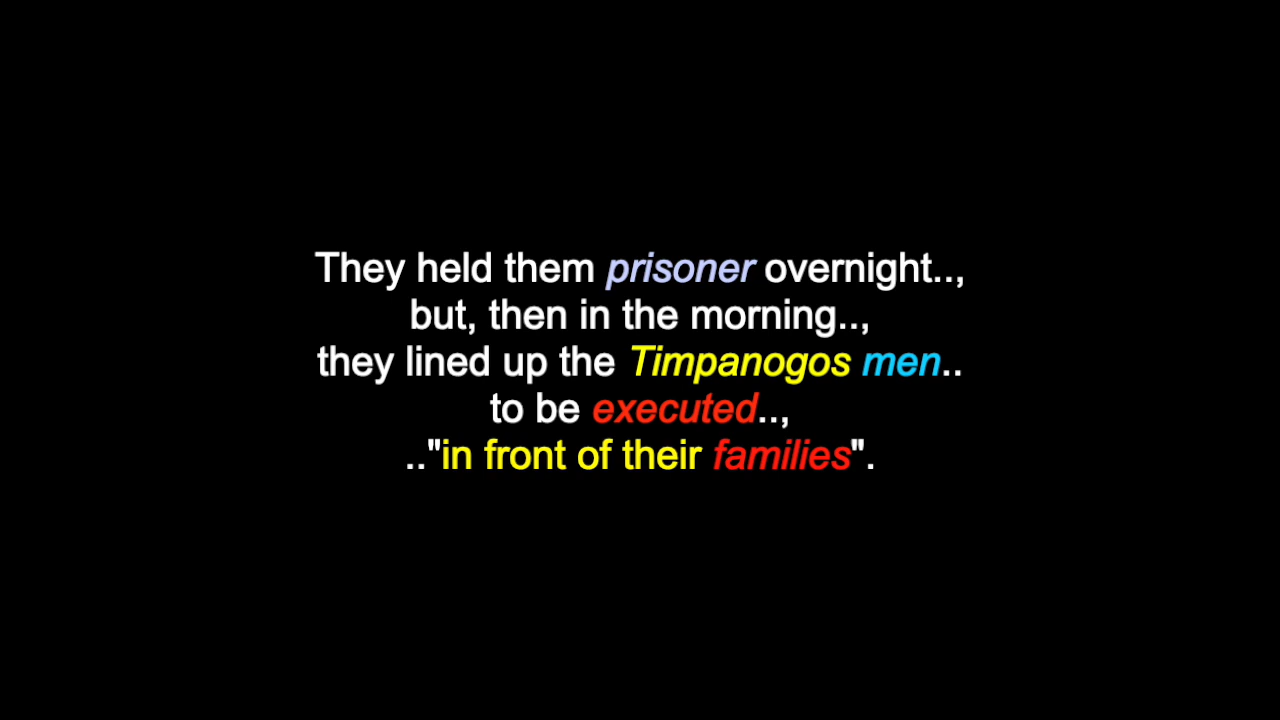 They held them prisoner overnight..,
but, then in the morning..,
they lined up the Timpanogos men..
to be executed..,
.."in front of their families".